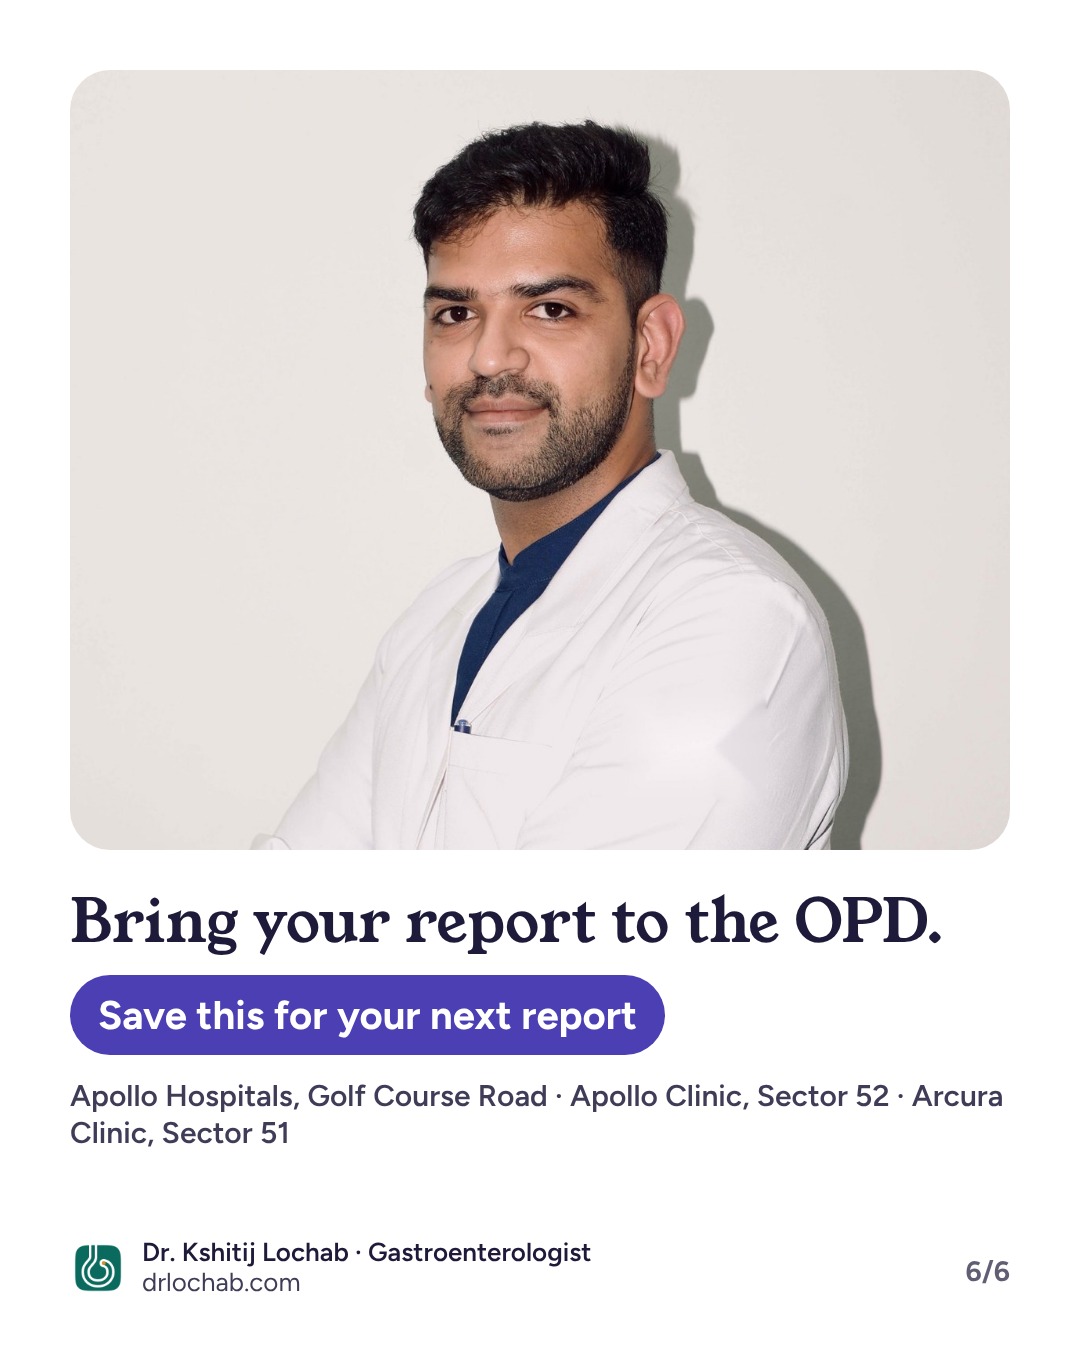 Bring your report to the OPD.
Save this for your next report
Apollo Hospitals, Golf Course Road · Apollo Clinic, Sector 52 · Arcura
Clinic, Sector 51
Dr. Kshitij Lochab · Gastroenterologist
drlochab.com
6/6